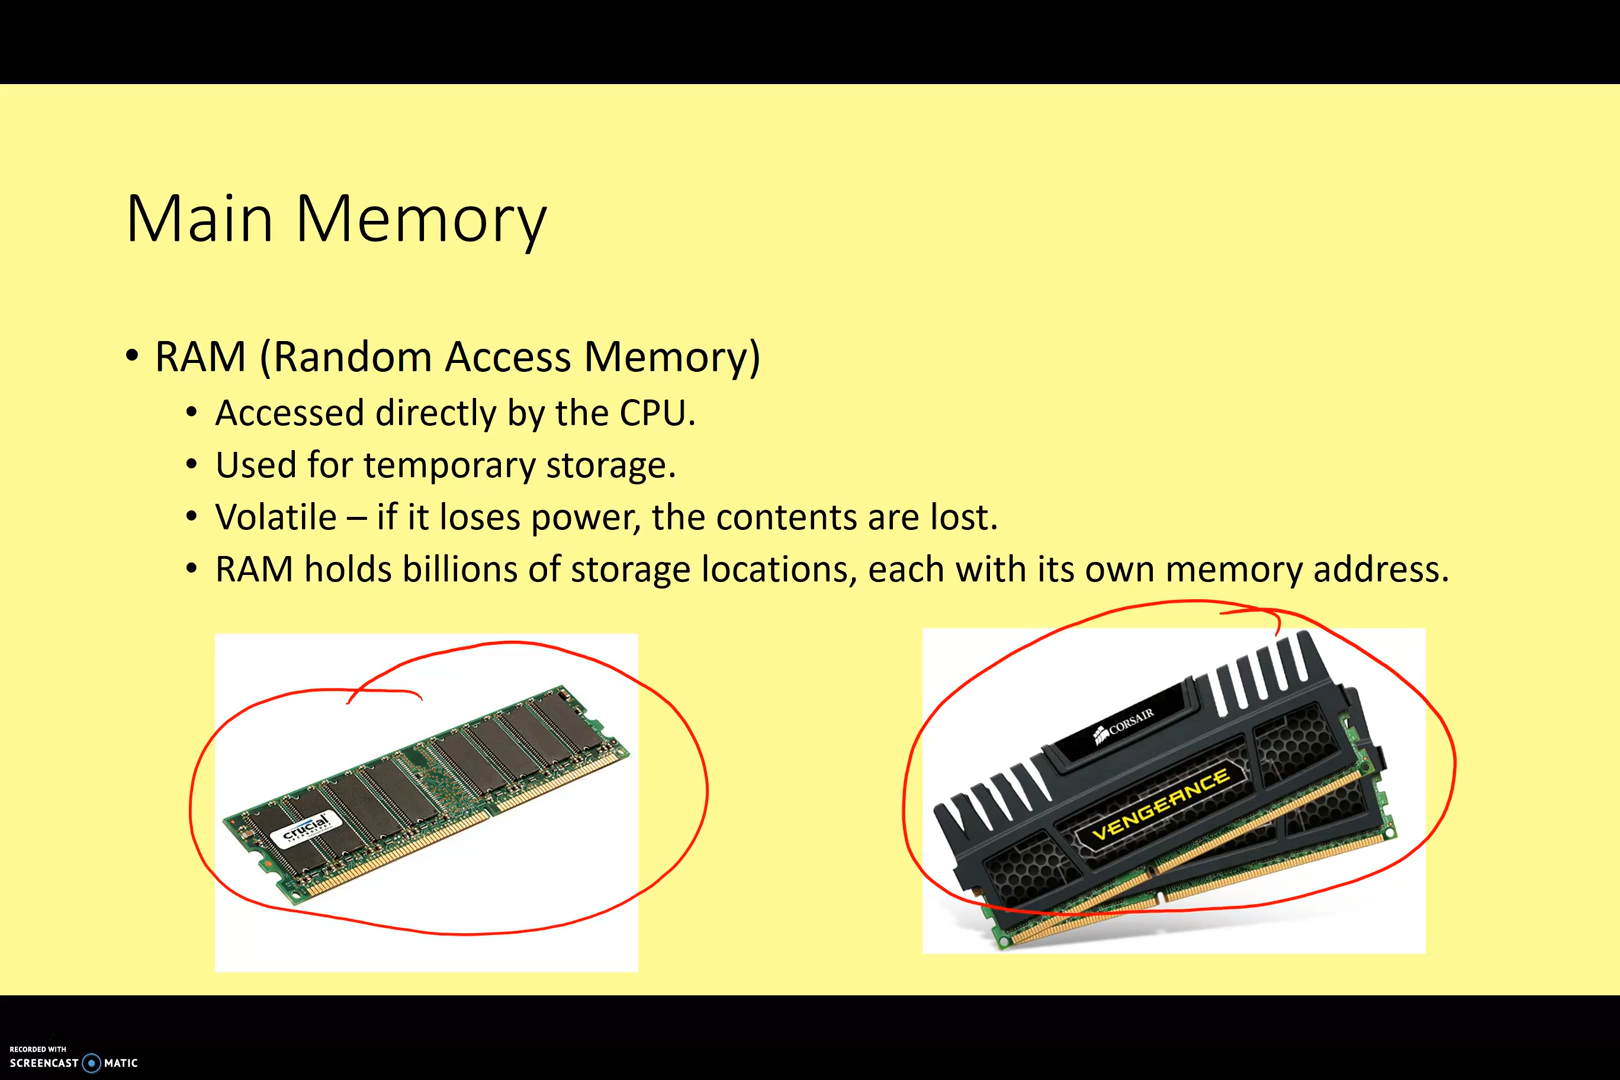 Main Memory
• RAM (Random Access Memory)
• Accessed directly by the CPU.
• Used for temporary storage.
• Volatile – if it loses power, the contents are lost.
• RAM holds billions of storage locations, each with its own memory address.
crucial
CORSAIR
VENGEANCE
RECORDED WITH
SCREENCAST MATIC